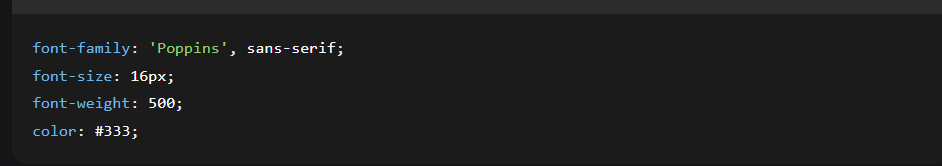 font-family: 'Poppins', sans-serif;
font-size: 16px;
font-weight: 500;
color: #333;